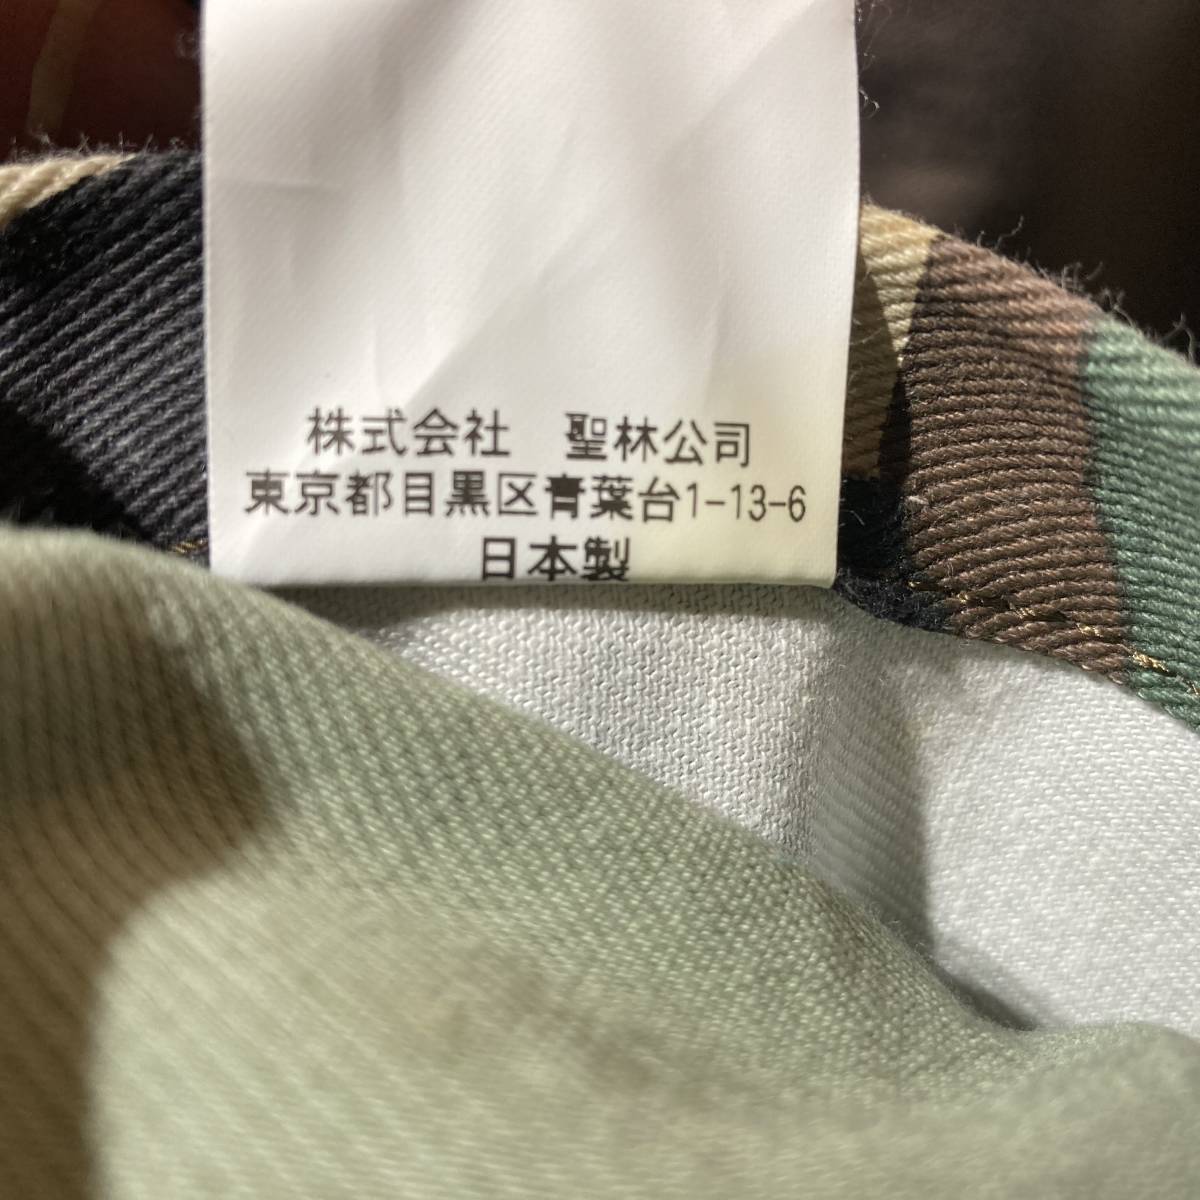 株式会社　聖林公司
東京都目黒区青葉台1-13-6
日本製